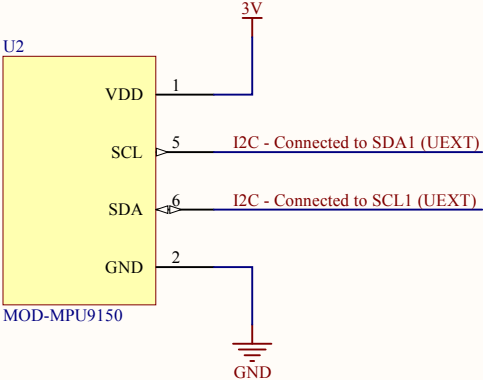 3V
U2
VDD 1
SCL 5 I2C - Connected to SDA1 (UEXT)
SDA 6 I2C - Connected to SCL1 (UEXT)
GND 2
MOD-MPU9150
GND